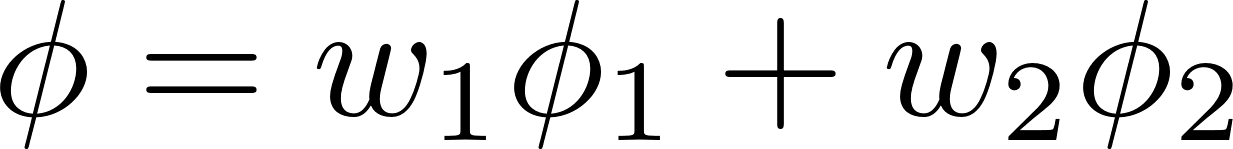 ϕ = w₁ϕ₁ + w₂ϕ₂